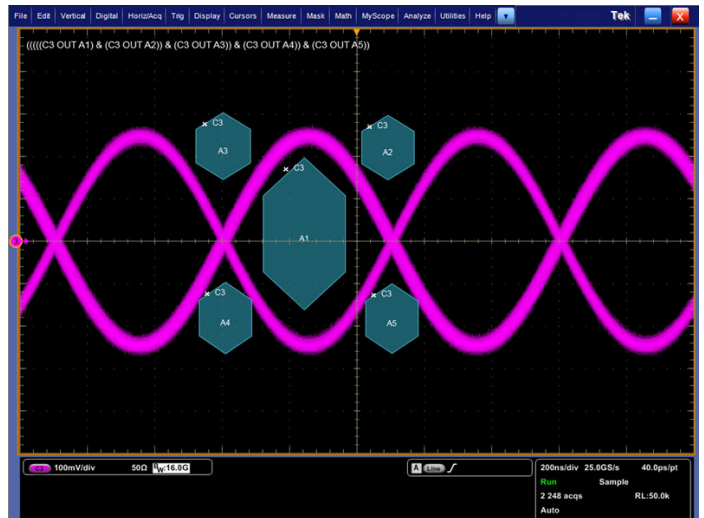 File Edit Vertical Digital Horiz/Acq Trig Display Cursors Measure Mask Math MyScope Analyze Utilities Help Tek X
(((((C3 OUT A1) & (C3 OUT A2)) & (C3 OUT A3)) & (C3 OUT A4)) & (C3 OUT A5))
C3 C3
A3 A2
C3
A1
C3 C3
A4 A5
C3 100mV/div 50Ω BW:16.0G A Line 200ns/div 25.0GS/s 40.0ps/pt
Run Sample
2 248 acqs RL:50.0k
Auto